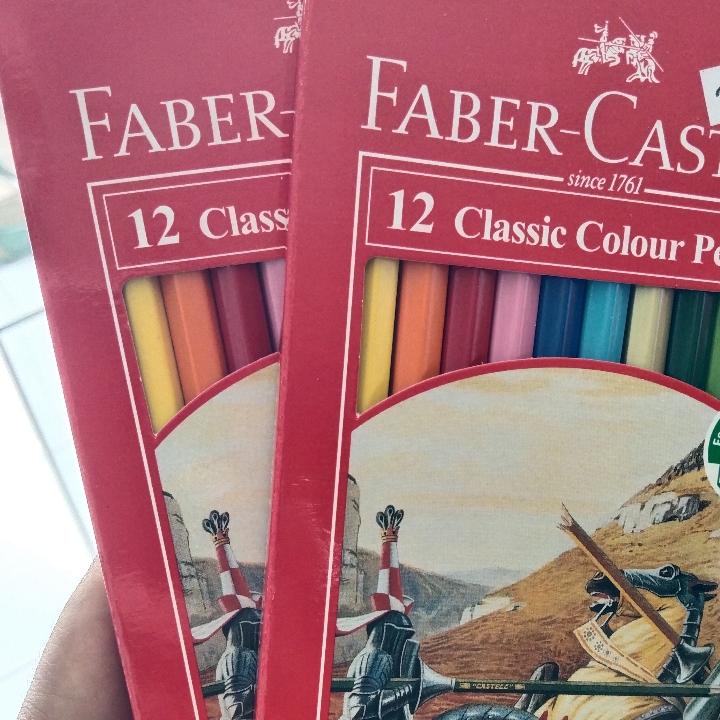 FABER-
12 Class
FABER-CAST
since 1761
12 Classic Colour Pe
"CASTELL"